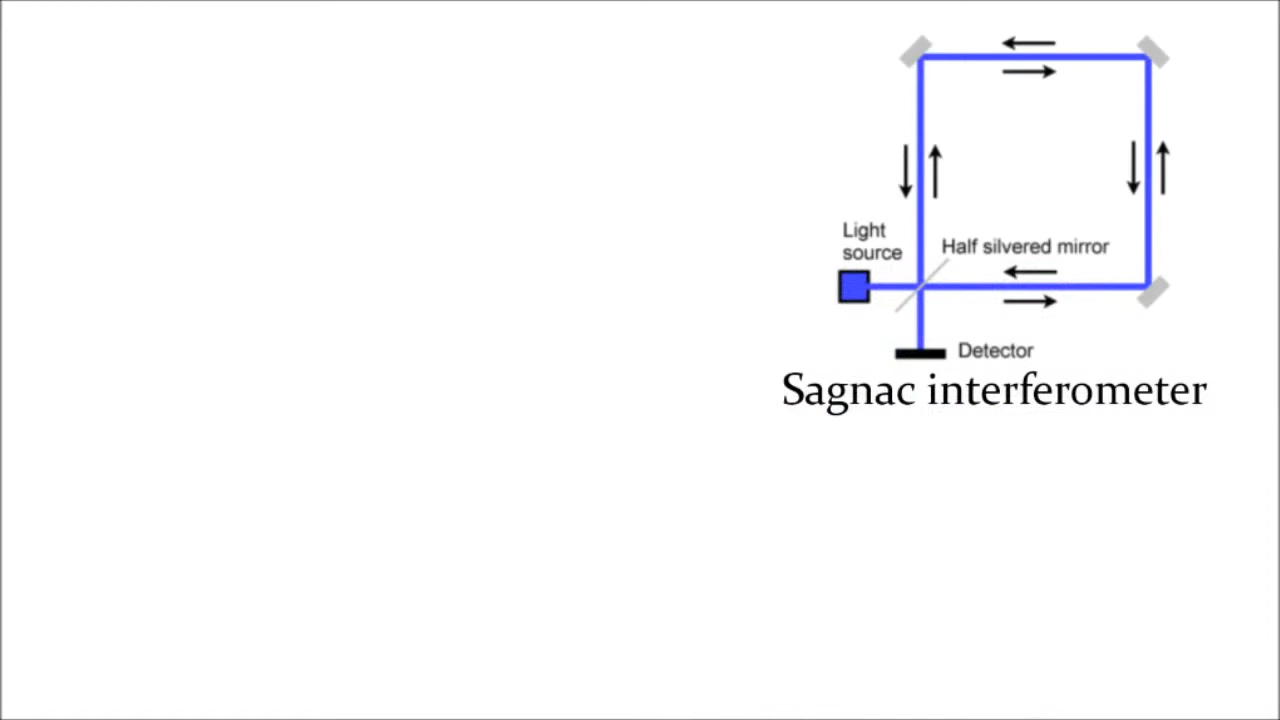 Light
source
Half silvered mirror
Detector
Sagnac interferometer